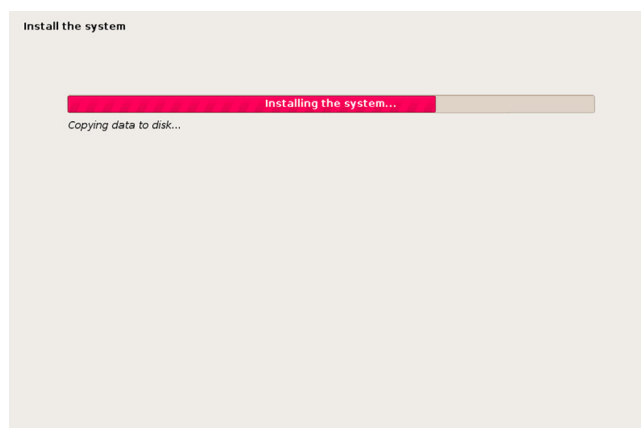 Install the system
Installing the system...
Copying data to disk...